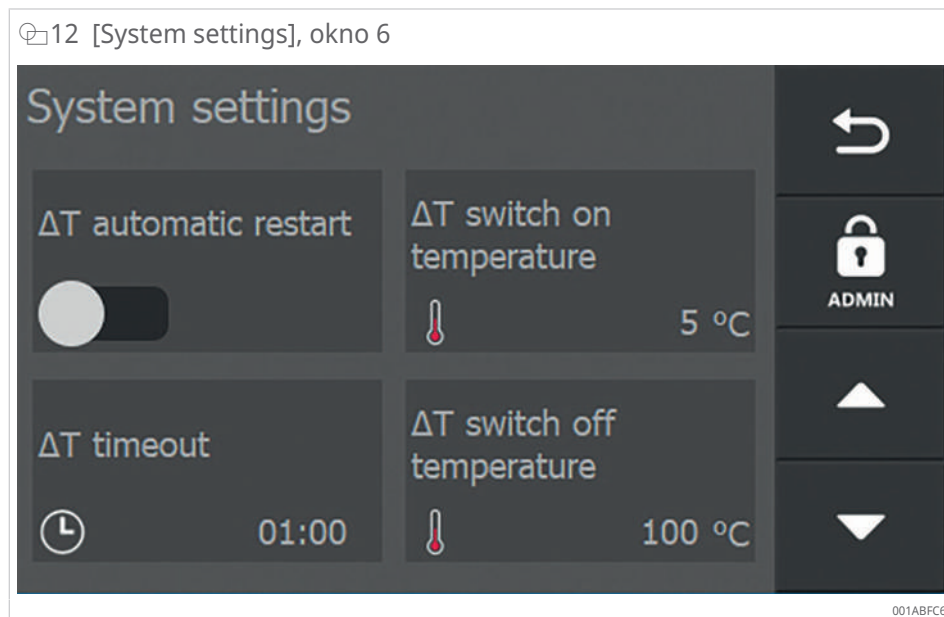 12 [System settings], okno 6
System settings
ΔT automatic restart
ΔT switch on
temperature
5 °C
ΔT timeout
01:00
ΔT switch off
temperature
100 °C
ADMIN
001ABFC6